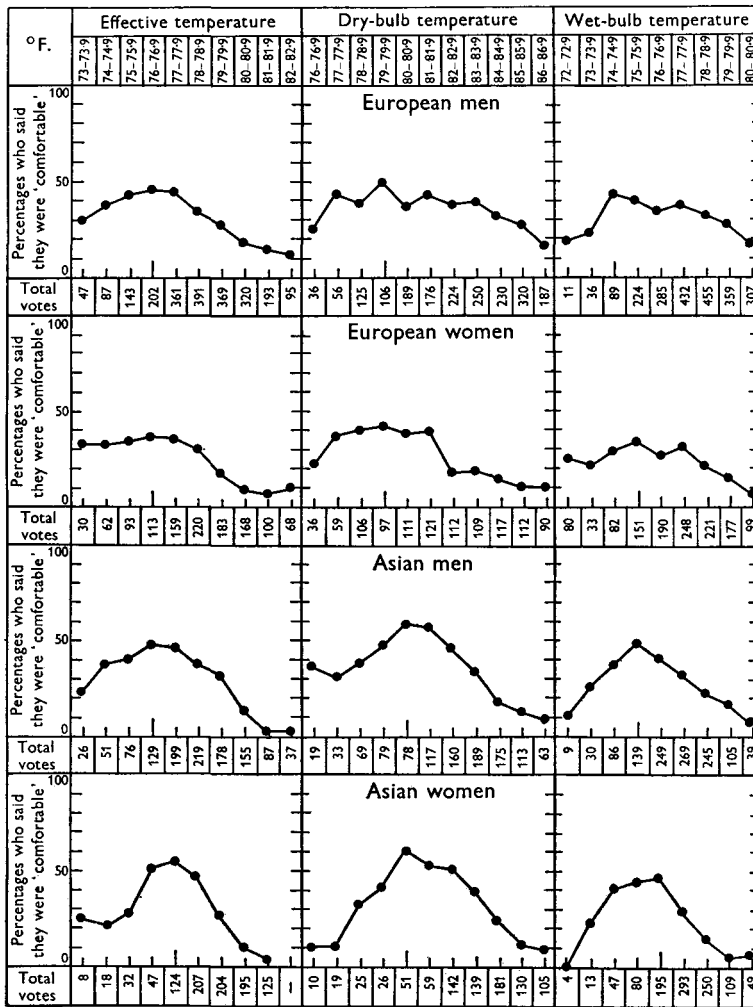 °F.
Effective temperature
Dry-bulb temperature
Wet-bulb temperature
73–73·9 74–74·9 75–75·9 76–76·9 77–77·9 78–78·9 79–79·9 80–80·9 81–81·9 82–82·9
76–76·9 77–77·9 78–78·9 79–79·9 80–80·9 81–81·9 82–82·9 83–83·9 84–84·9 85–85·9 86–86·9
72–72·9 73–73·9 74–74·9 75–75·9 76–76·9 77–77·9 78–78·9 79–79·9 80–80·9
European men
Percentages who said
they were 'comfortable'
100
50
0
Total
votes
47 87 143 202 361 391 369 320 193 95
36 56 125 106 189 176 224 250 230 320 187
11 36 89 224 285 432 455 359
European women
Percentages who said
they were 'comfortable'
100
50
0
Total
votes
30 62 93 113 159 220 183 168 100 68
36 59 106 97 111 121 112 109 117 112 90
80 33 82 151 190 248 221 177 99
Asian men
Percentages who said
they were 'comfortable'
100
50
0
Total
votes
26 51 76 129 199 219 178 155 87 37
19 33 69 79 78 117 160 189 175 113 63
9 30 86 139 249 269 245 105 39
Asian women
Percentages who said
they were 'comfortable'
100
50
0
Total
votes
8 18 32 47 124 207 204 195 125
10 19 25 26 51 59 142 139 181 130 105
4 13 47 80 195 293 250 109